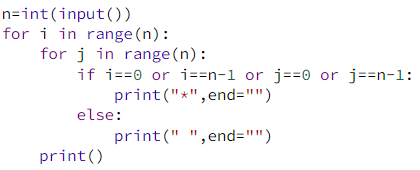 n=int(input())
for i in range(n):
    for j in range(n):
        if i==0 or i==n-1 or j==0 or j==n-1:
            print("*",end="")
        else:
            print(" ",end="")
    print()